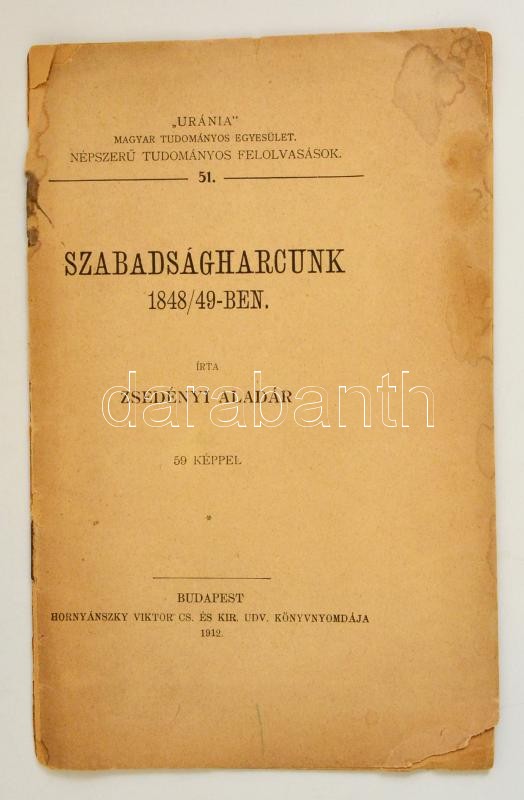 „URÁNIA"
MAGYAR TUDOMÁNYOS EGYESÜLET.
NÉPSZERŰ TUDOMÁNYOS FELOLVASÁSOK.
51.
SZABADSÁGHARCUNK
1848/49-BEN.
ÍRTA
ZSEDÉNYI ALADÁR
darabanth
59 KÉPPEL
*
BUDAPEST
HORNYÁNSZKY VIKTOR CS. ÉS KIR. UDV. KÖNYVNYOMDÁJA
1912.